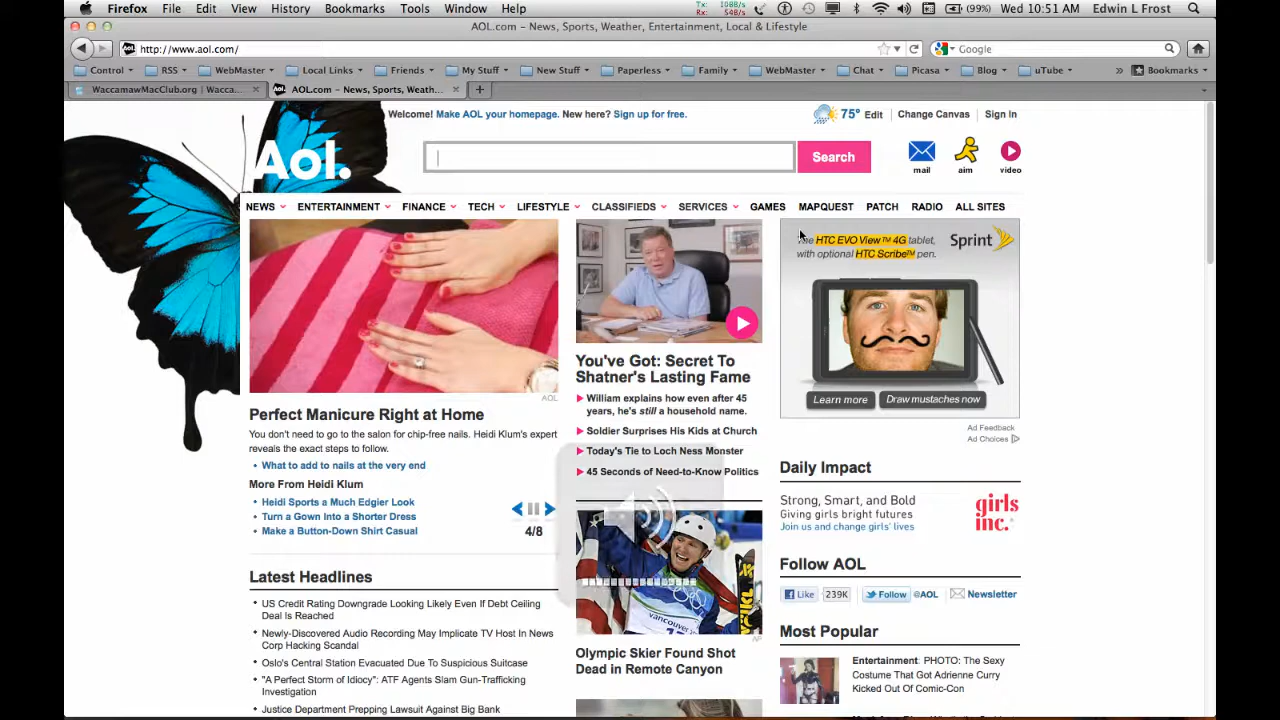 Firefox File Edit View History Bookmarks Tools Window Help Tx: 108B/s Rx: 54B/s (99%) Wed 10:51 AM Edwin L Frost
AOL.com – News, Sports, Weather, Entertainment, Local & Lifestyle
http://www.aol.com/ Google
Control RSS WebMaster Local Links Friends My Stuff New Stuff Paperless Family WebMaster Chat Picasa Blog uTube » Bookmarks
WaccamawMacClub.org | Wacca... Aol. AOL.com – News, Sports, Weath... +
Welcome! Make AOL your homepage. New here? Sign up for free. 75° Edit Change Canvas Sign In
Aol. Search mail aim video
NEWS ENTERTAINMENT FINANCE TECH LIFESTYLE CLASSIFIEDS SERVICES GAMES MAPQUEST PATCH RADIO ALL SITES
AOL
Perfect Manicure Right at Home
You don't need to go to the salon for chip-free nails. Heidi Klum's expert
reveals the exact steps to follow.
What to add to nails at the very end
More From Heidi Klum
Heidi Sports a Much Edgier Look
Turn a Gown Into a Shorter Dress
Make a Button-Down Shirt Casual
4/8
Latest Headlines
US Credit Rating Downgrade Looking Likely Even If Debt Ceiling
Deal Is Reached
Newly-Discovered Audio Recording May Implicate TV Host In News
Corp Hacking Scandal
Oslo's Central Station Evacuated Due To Suspicious Suitcase
"A Perfect Storm of Idiocy": ATF Agents Slam Gun-Trafficking
Investigation
Justice Department Prepping Lawsuit Against Big Bank
You've Got: Secret To
Shatner's Lasting Fame
William explains how even after 45
years, he's still a household name.
Soldier Surprises His Kids at Church
Today's Tie to Loch Ness Monster
45 Seconds of Need-to-Know Politics
vancouver
AP
Olympic Skier Found Shot
Dead in Remote Canyon
HTC EVO View™ 4G tablet,
with optional HTC Scribe™ pen.
Sprint
Learn more Draw mustaches now
Ad Feedback
Ad Choices
Daily Impact
Strong, Smart, and Bold
Giving girls bright futures
Join us and change girls' lives
girls
inc.
Follow AOL
Like 239K Follow @AOL Newsletter
Most Popular
Entertainment: PHOTO: The Sexy
Costume That Got Adrienne Curry
Kicked Out Of Comic-Con